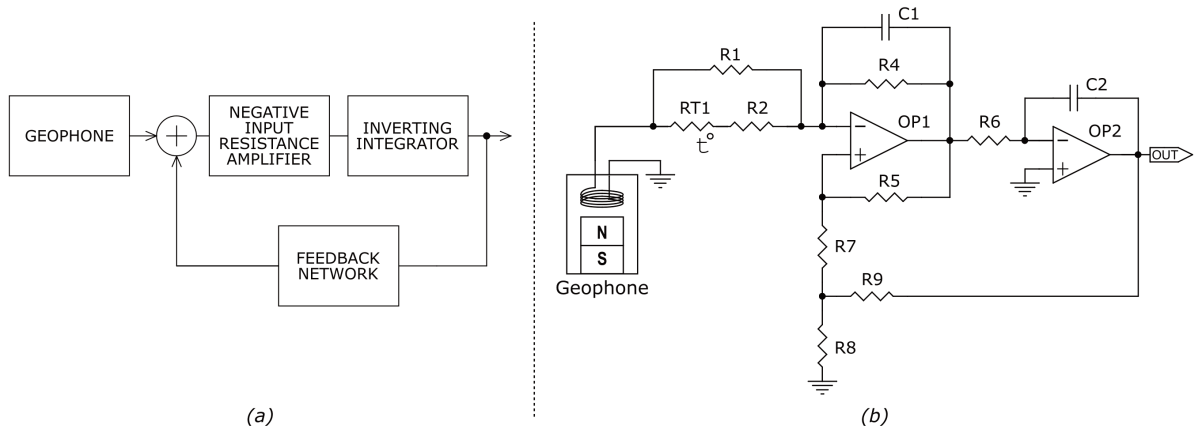 GEOPHONE
NEGATIVE
INPUT
RESISTANCE
AMPLIFIER
INVERTING
INTEGRATOR
FEEDBACK
NETWORK
(a)
C1
R1
R4
RT1
R2
t°
OP1
R5
R6
C2
OP2
OUT
N
S
Geophone
R7
R9
R8
(b)